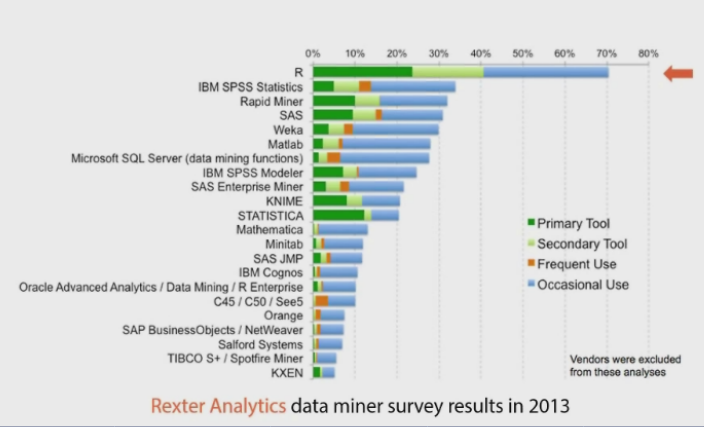 0% 10% 20% 30% 40% 50% 60% 70% 80%
R
IBM SPSS Statistics
Rapid Miner
SAS
Weka
Matlab
Microsoft SQL Server (data mining functions)
IBM SPSS Modeler
SAS Enterprise Miner
KNIME
STATISTICA
Mathematica
Minitab
SAS JMP
IBM Cognos
Oracle Advanced Analytics / Data Mining / R Enterprise
C45 / C50 / See5
Orange
SAP BusinessObjects / NetWeaver
Salford Systems
TIBCO S+ / Spotfire Miner
KXEN
Primary Tool
Secondary Tool
Frequent Use
Occasional Use
Vendors were excluded
from these analyses
Rexter Analytics data miner survey results in 2013